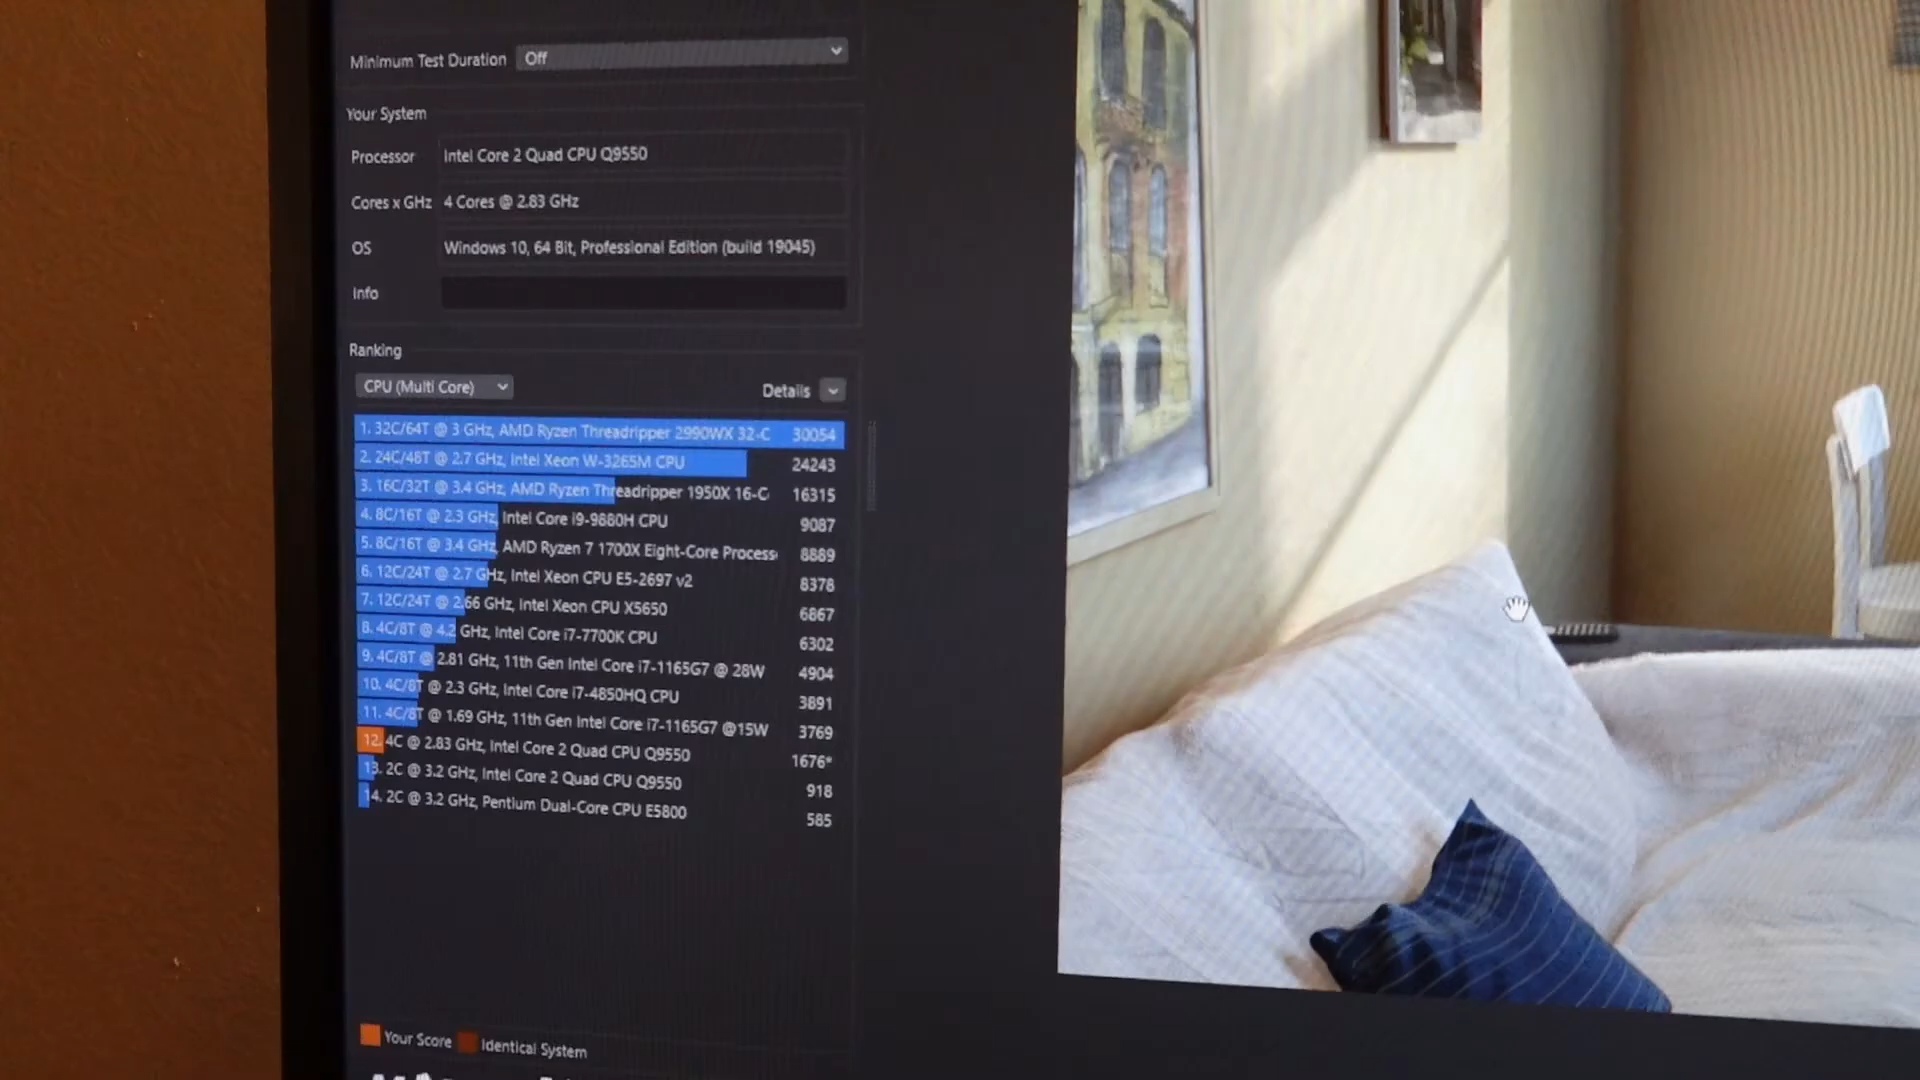 Minimum Test Duration Off
Your System
Processor Intel Core 2 Quad CPU Q9550
Cores x GHz 4 Cores @ 2.83 GHz
OS Windows 10, 64 Bit, Professional Edition (build 19045)
Info
Ranking
CPU (Multi Core) Details
1. 32C/64T @ 3 GHz, AMD Ryzen Threadripper 2990WX 32-C 30054
2. 24C/48T @ 2.7 GHz, Intel Xeon W-3265M CPU 24243
3. 16C/32T @ 3.4 GHz, AMD Ryzen Threadripper 1950X 16-C 16315
4. 8C/16T @ 2.3 GHz, Intel Core i9-9880H CPU 9087
5. 8C/16T @ 3.4 GHz, AMD Ryzen 7 1700X Eight-Core Process 8889
6. 12C/24T @ 2.7 GHz, Intel Xeon CPU E5-2697 v2 8378
7. 12C/24T @ 2.66 GHz, Intel Xeon CPU X5650 6867
8. 4C/8T @ 4.2 GHz, Intel Core i7-7700K CPU 6302
9. 4C/8T @ 2.81 GHz, 11th Gen Intel Core i7-1165G7 @ 28W 4904
10. 4C/8T @ 2.3 GHz, Intel Core i7-4850HQ CPU 3891
11. 4C/8T @ 1.69 GHz, 11th Gen Intel Core i7-1165G7 @15W 3769
12. 4C @ 2.83 GHz, Intel Core 2 Quad CPU Q9550 1676*
13. 2C @ 3.2 GHz, Intel Core 2 Quad CPU Q9550 918
14. 2C @ 3.2 GHz, Pentium Dual-Core CPU E5800 585
Your Score Identical System